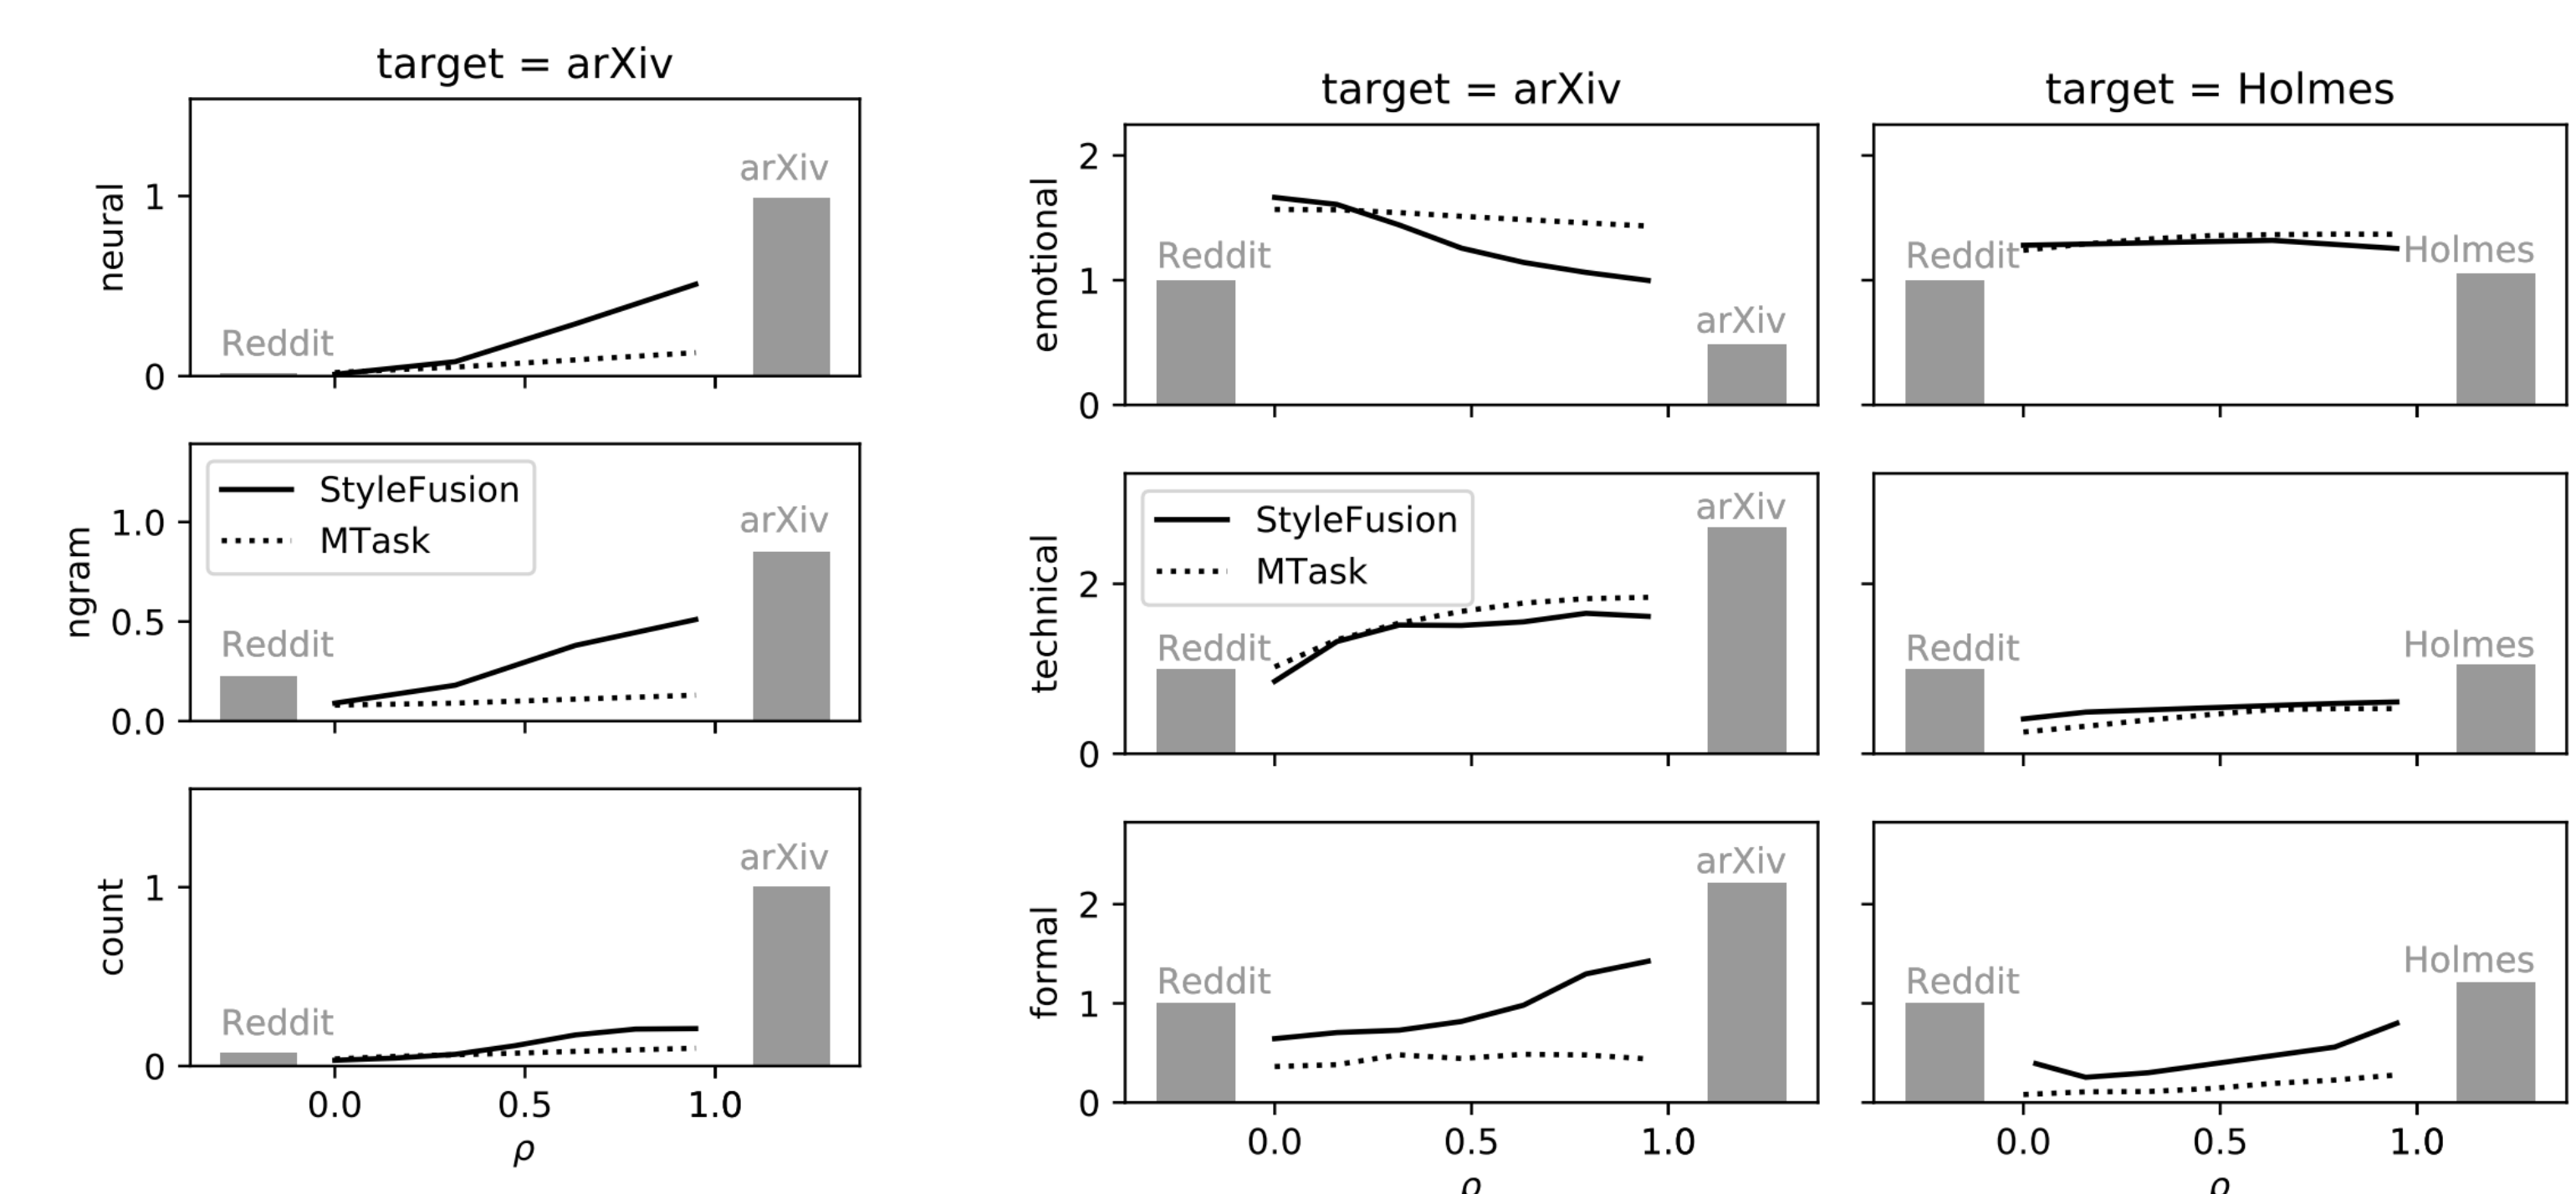 target = arXiv
neural
1
0
Reddit
arXiv
ngram
1.0
0.5
0.0
StyleFusion
MTask
Reddit
arXiv
count
1
0
Reddit
arXiv
0.0 0.5 1.0
ρ
target = arXiv
emotional
2
1
0
Reddit
arXiv
technical
2
0
StyleFusion
MTask
Reddit
arXiv
formal
2
1
0
Reddit
arXiv
0.0 0.5 1.0
ρ
target = Holmes
Reddit
Holmes
Reddit
Holmes
Reddit
Holmes
0.0 0.5 1.0
ρ